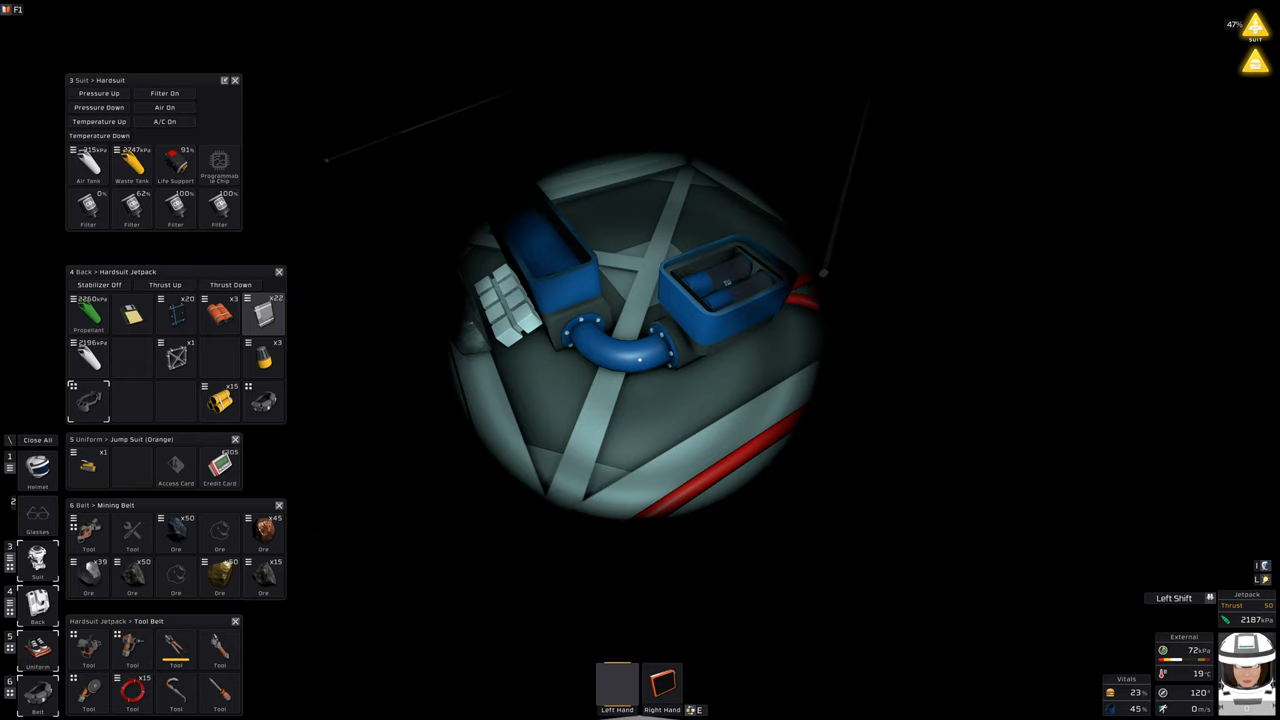 F1
47%
SUIT
3 Suit > Hardsuit
Pressure Up Filter On
Pressure Down Air On
Temperature Up A/C On
Temperature Down
315kPa 2247kPa 91%
Air Tank Waste Tank Life Support Programmable Chip
0% 62% 100% 100%
Filter Filter Filter Filter
4 Back > Hardsuit Jetpack
Stabilizer Off Thrust Up Thrust Down
2260kPa x20 x3 x22
Propellant
2196kPa x1 x3
x15
\ Close All
5 Uniform > Jump Suit (Orange)
x1
Access Card Credit Card
1
Helmet
2
Glasses
3
Suit
4
Back
5
Uniform
6
Belt
6 Belt > Mining Belt
x50 x45
Tool Tool Ore Ore Ore
x39 x50 x50 x15
Ore Ore Ore Ore Ore
Hardsuit Jetpack > Tool Belt
Tool Tool Tool Tool
x15
Tool Tool Tool Tool
Left Hand Right Hand E
I
L
Left Shift
Jetpack
Thrust 50
2187kPa
External
72kPa
19°C
120°
0m/s
Vitals
23%
45%